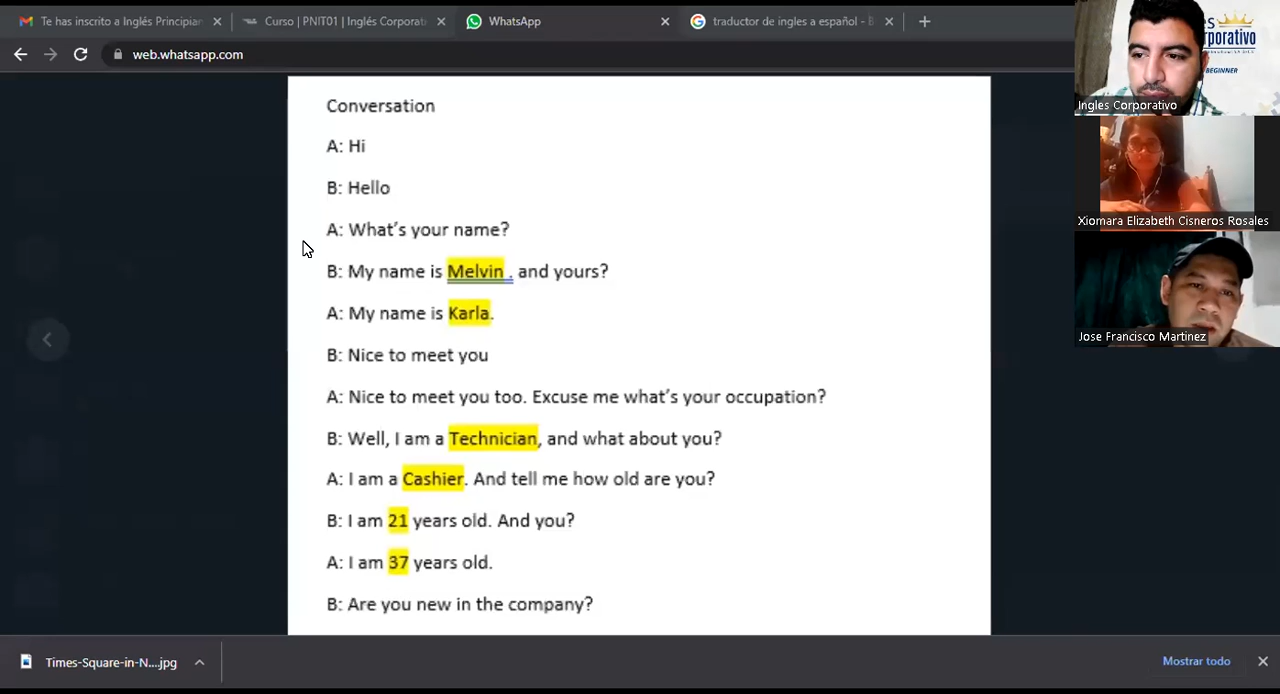 Te has inscrito a Inglés Principian
Curso | PNIT01 | Inglés Corporati
WhatsApp
traductor de ingles a español - B
web.whatsapp.com
Conversation
A: Hi
B: Hello
A: What's your name?
B: My name is Melvin . and yours?
A: My name is Karla.
B: Nice to meet you
A: Nice to meet you too. Excuse me what's your occupation?
B: Well, I am a Technician, and what about you?
A: I am a Cashier. And tell me how old are you?
B: I am 21 years old. And you?
A: I am 37 years old.
B: Are you new in the company?
Times-Square-in-N....jpg
Mostrar todo
rporativo
BEGINNER
Ingles Corporativo
Xiomara Elizabeth Cisneros Rosales
Jose Francisco Martinez